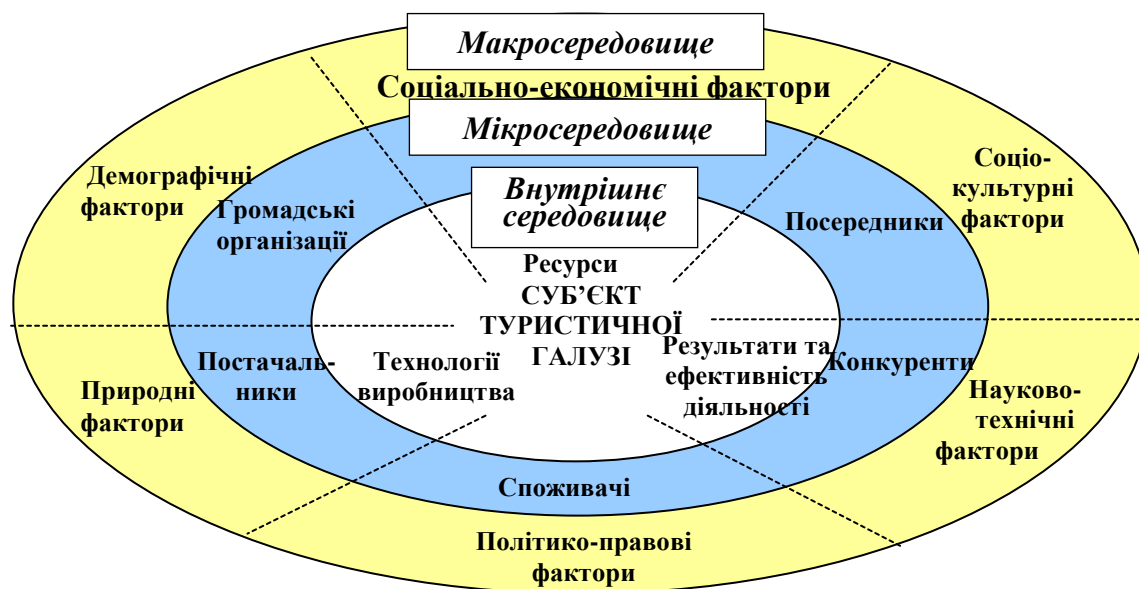 Макросередовище
Соціально-економічні фактори
Мікросередовище
Демографічні
фактори
Громадські
організації
Внутрішнє
середовище
Посередники
Соціо-
культурні
фактори
Ресурси
СУБ’ЄКТ
ТУРИСТИЧНОЇ
ГАЛУЗІ
Природні
фактори
Постачаль-
ники
Технології
виробництва
Результати та
ефективність
діяльності
Конкуренти
Науково-
технічні
фактори
Споживачі
Політико-правові
фактори